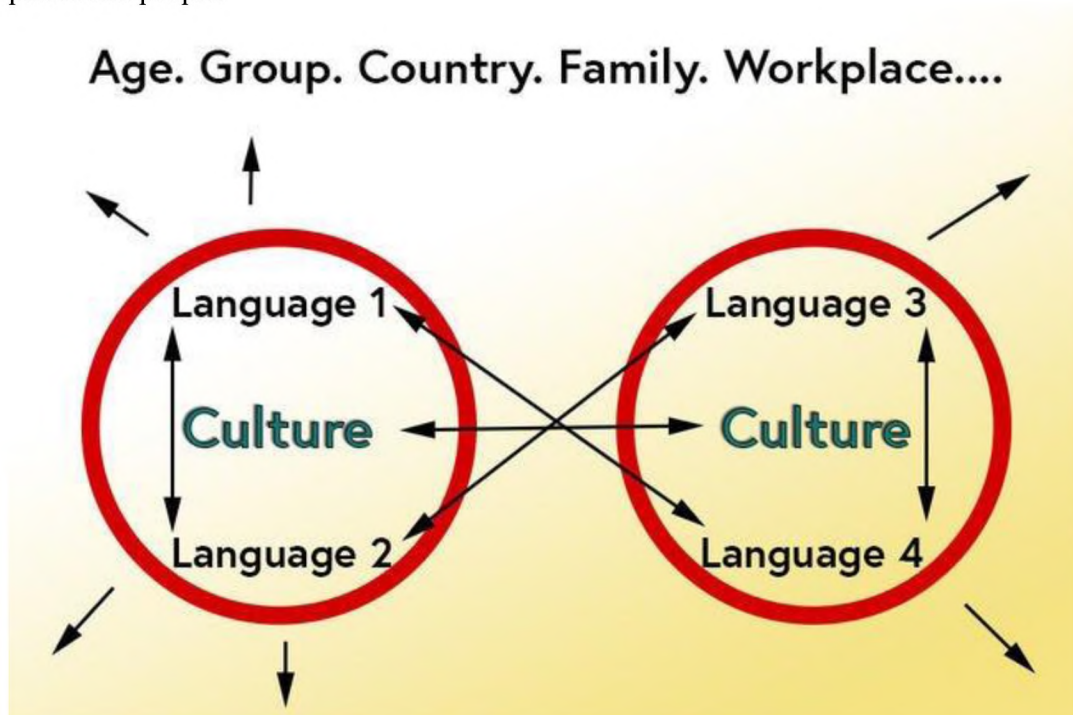 Age. Group. Country. Family. Workplace....
Language 1
Culture
Language 2
Language 3
Culture
Language 4